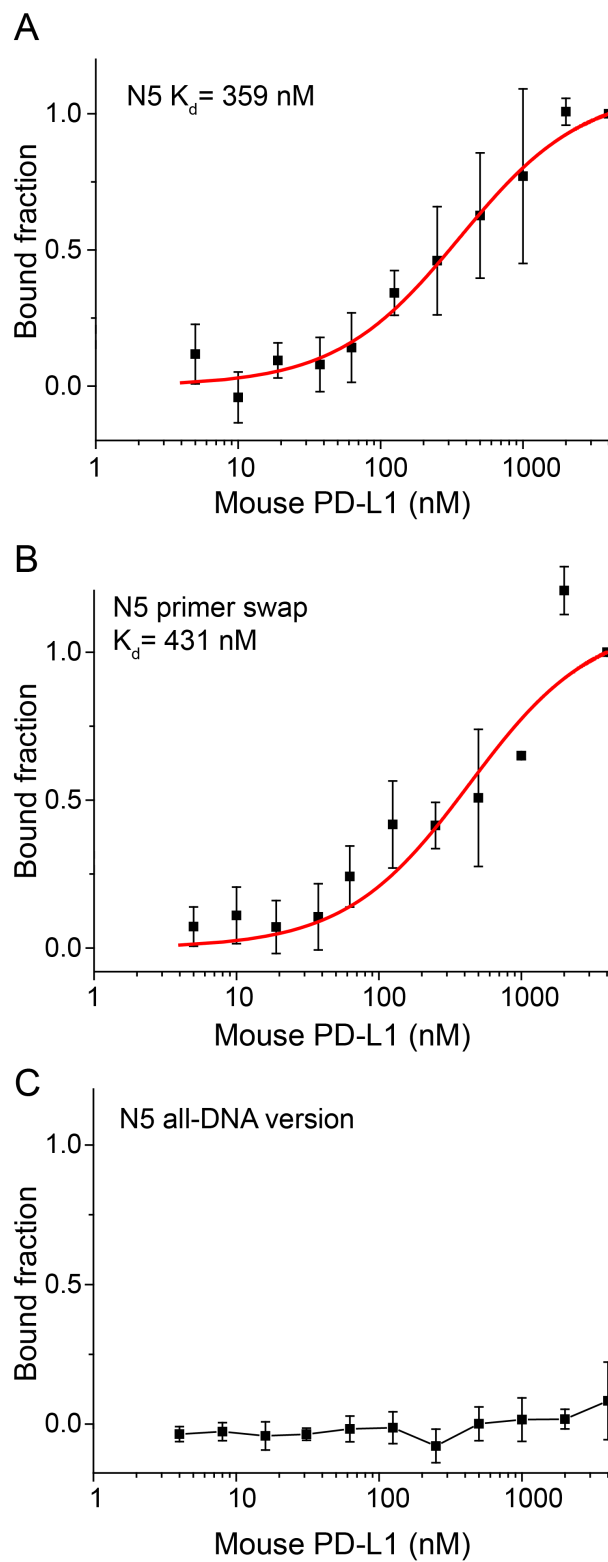 A
N5 Kd= 359 nM
1.0
0.5
0.0
Bound fraction
1 10 100 1000
Mouse PD-L1 (nM)
B
N5 primer swap
Kd= 431 nM
1.0
0.5
0.0
Bound fraction
1 10 100 1000
Mouse PD-L1 (nM)
C
N5 all-DNA version
1.0
0.5
0.0
Bound fraction
1 10 100 1000
Mouse PD-L1 (nM)